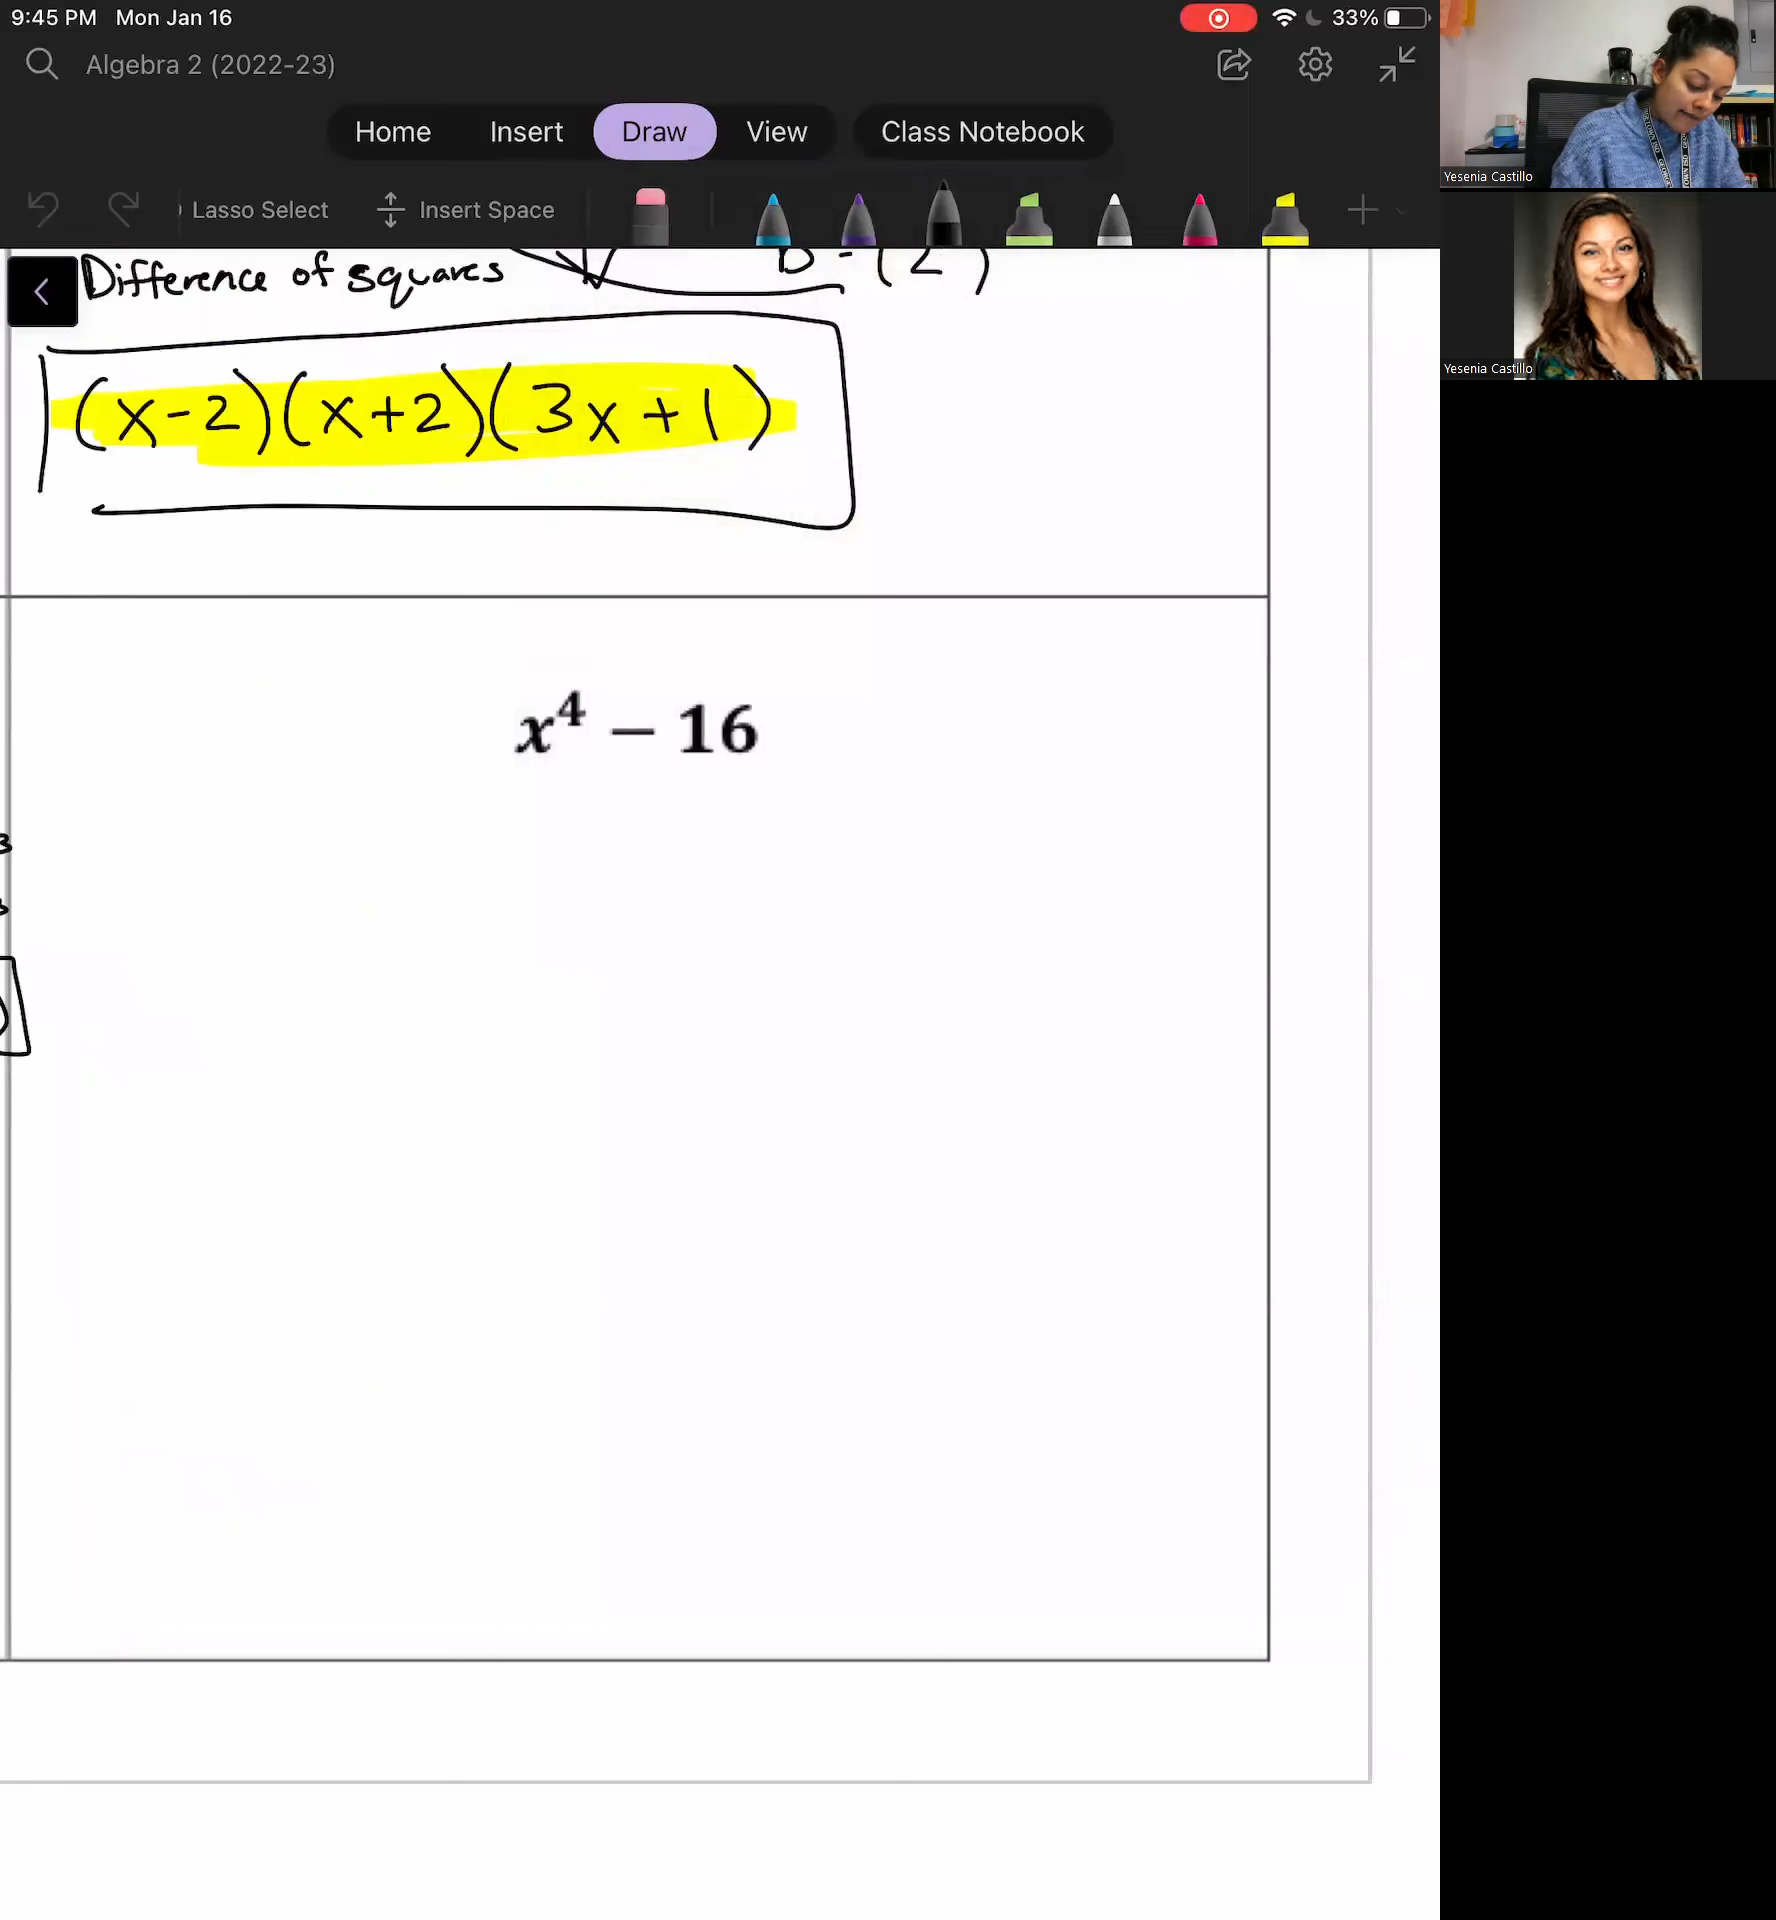 9:45 PM Mon Jan 16
33%
Algebra 2 (2022-23)
Home Insert Draw View Class Notebook
Lasso Select Insert Space
Yesenia Castillo
Difference of squares
(x-2)(x+2)(3x+1)
Yesenia Castillo
x⁴ − 16